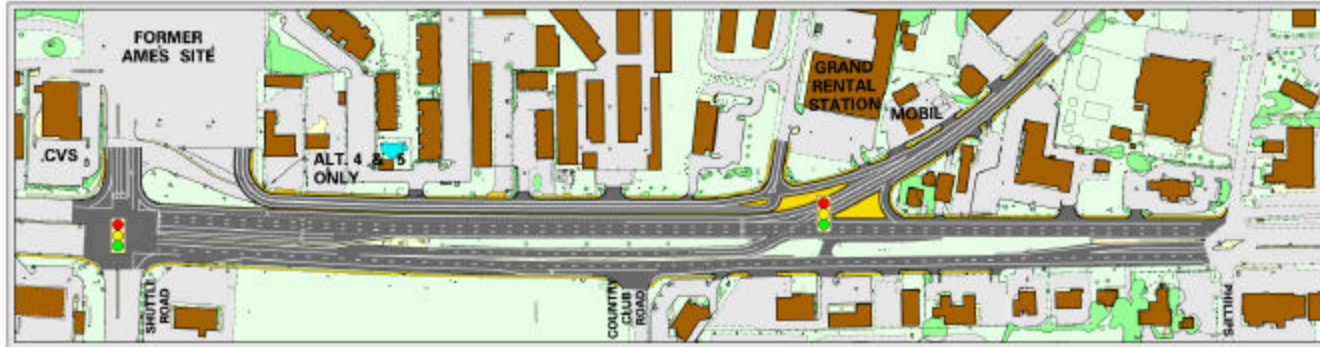 FORMER
AMES SITE
GRAND
RENTAL
STATION
MOBIL
CVS
ALT. 4 & 5
ONLY
SHUTTLE
ROAD
COUNTRY
CLUB
ROAD
PHILLIPS